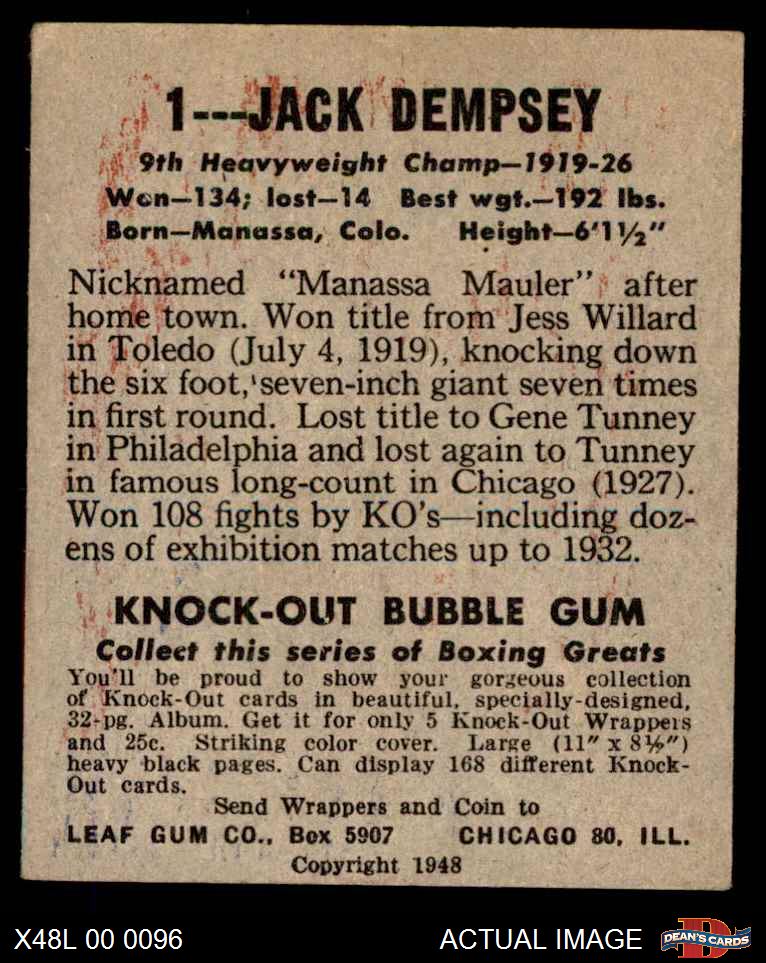 1---JACK DEMPSEY
9th Heavyweight Champ—1919-26
Won—134; lost—14 Best wgt.—192 lbs.
Born—Manassa, Colo. Height—6'1½"
Nicknamed "Manassa Mauler" after
home town. Won title from Jess Willard
in Toledo (July 4, 1919), knocking down
the six foot, seven-inch giant seven times
in first round. Lost title to Gene Tunney
in Philadelphia and lost again to Tunney
in famous long-count in Chicago (1927).
Won 108 fights by KO's—including doz-
ens of exhibition matches up to 1932.
KNOCK-OUT BUBBLE GUM
Collect this series of Boxing Greats
You'll be proud to show your gorgeous collection
of Knock-Out cards in beautiful, specially-designed,
32-pg. Album. Get it for only 5 Knock-Out Wrappers
and 25c. Striking color cover. Large (11" x 8½")
heavy black pages. Can display 168 different Knock-
Out cards.
Send Wrappers and Coin to
LEAF GUM CO., Box 5907 CHICAGO 80, ILL.
Copyright 1948
X48L 00 0096 ACTUAL IMAGE D DEAN'S CARDS